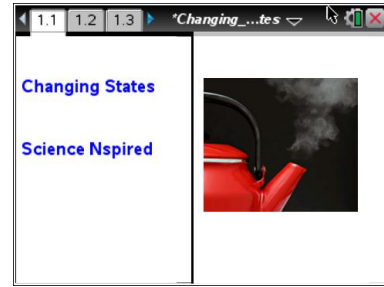 1.1 1.2 1.3 *Changing_...tes
Changing States
Science Nspired